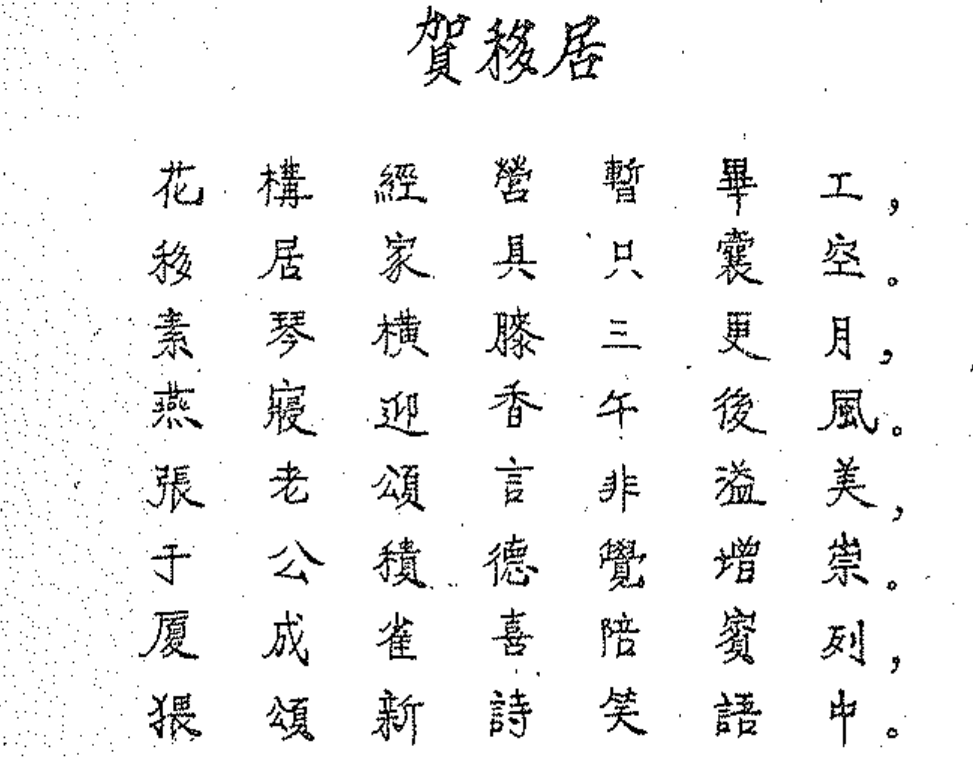 賀移居
花構經營暫畢工，
移居家具只囊空。
素琴橫膝三更月，
燕寢迎香午後風。
張老頌言非溢美，
于公積德覺增崇。
厦成雀喜陪賓列，
猥頌新詩笑語中。